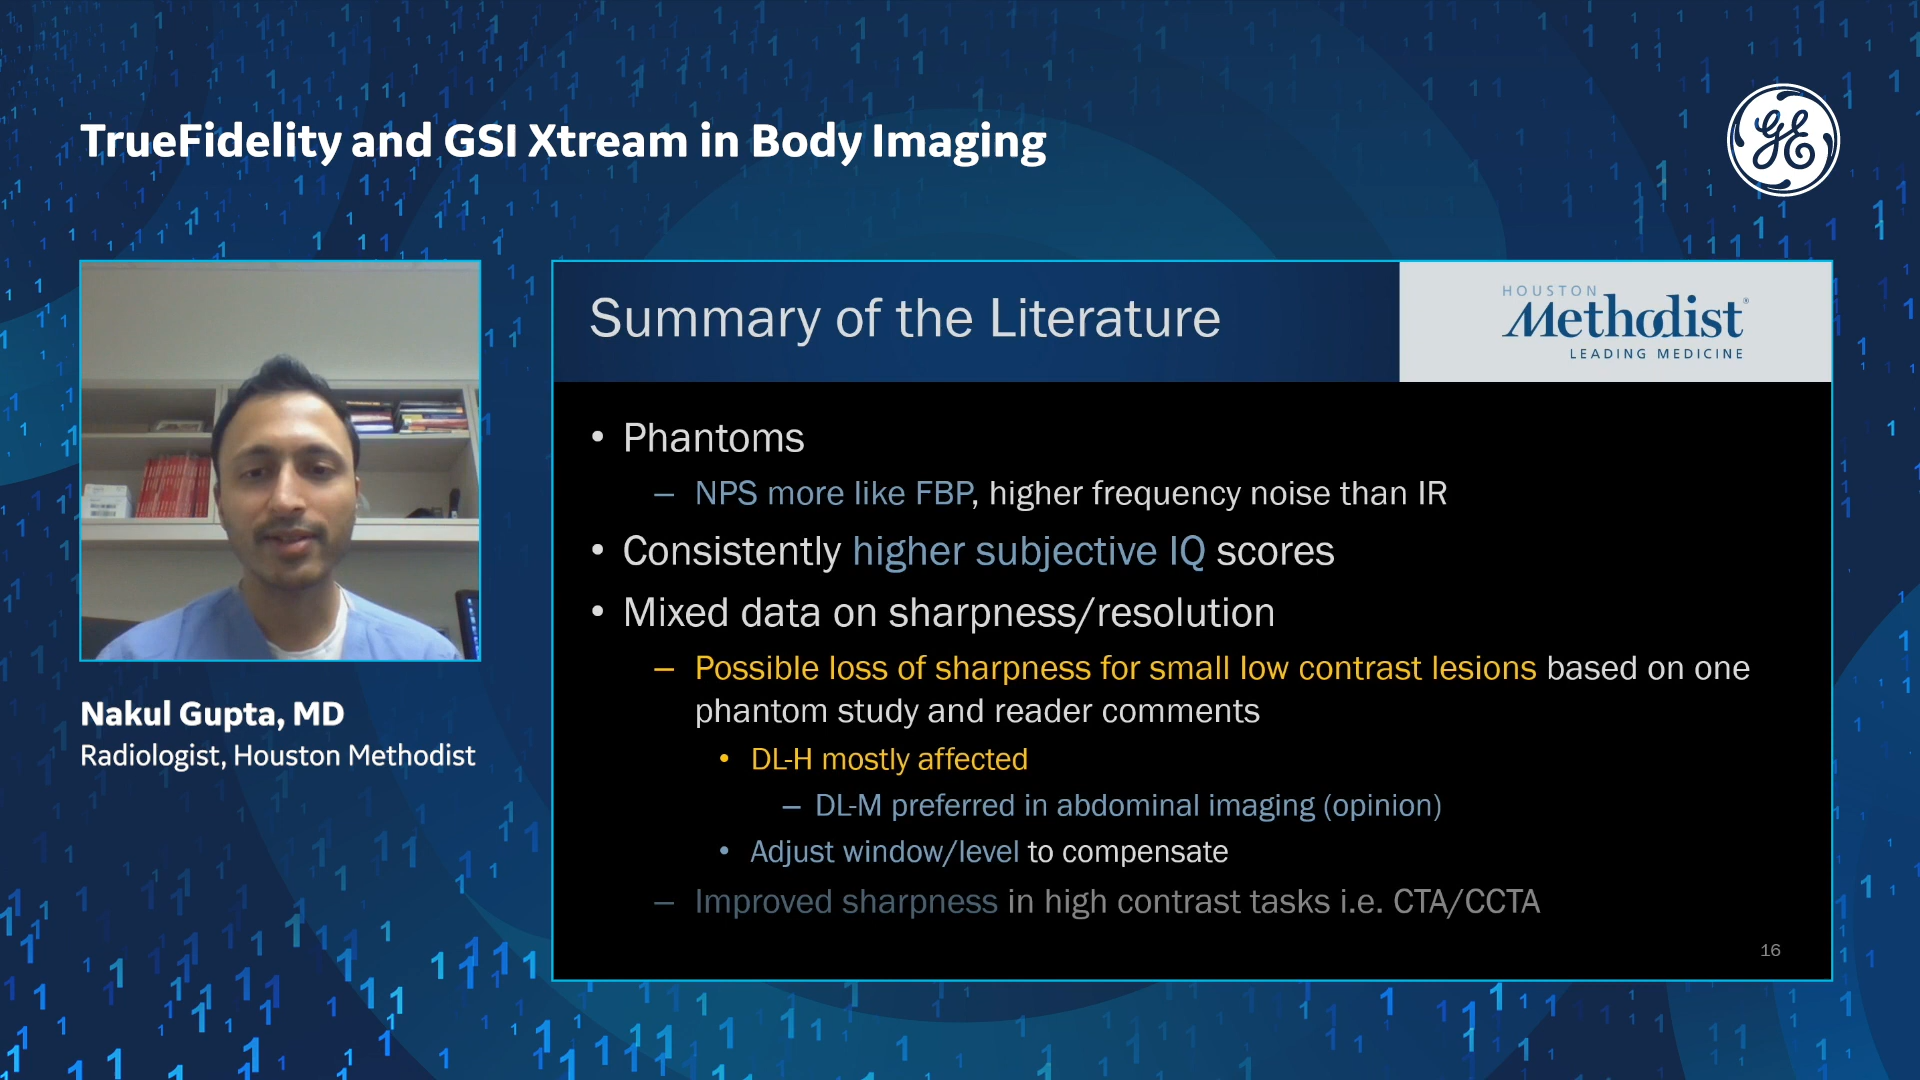 TrueFidelity and GSI Xtream in Body Imaging
GE
Nakul Gupta, MD
Radiologist, Houston Methodist
Summary of the Literature
HOUSTON
Methodist®
LEADING MEDICINE
• Phantoms
– NPS more like FBP, higher frequency noise than IR
• Consistently higher subjective IQ scores
• Mixed data on sharpness/resolution
– Possible loss of sharpness for small low contrast lesions based on one
phantom study and reader comments
• DL-H mostly affected
– DL-M preferred in abdominal imaging (opinion)
• Adjust window/level to compensate
– Improved sharpness in high contrast tasks i.e. CTA/CCTA
16